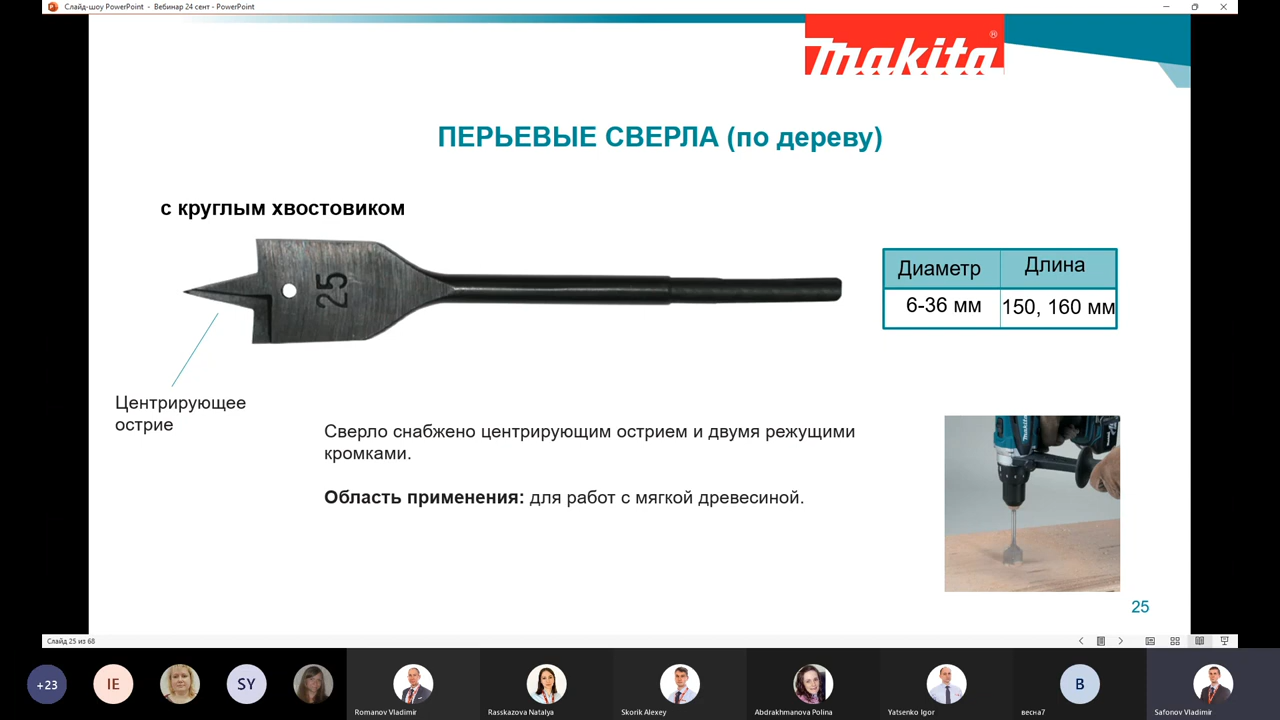 Слайд-шоу PowerPoint - Вебинар 24 сент - PowerPoint
makita®
ПЕРЬЕВЫЕ СВЕРЛА (по дереву)
с круглым хвостовиком
25
Диаметр Длина
6-36 мм 150, 160 мм
Центрирующее
острие
Сверло снабжено центрирующим острием и двумя режущими
кромками.
Область применения: для работ с мягкой древесиной.
makita
25
Слайд 25 из 68
+23
IE
SY
B
Romanov Vladimir
Rasskazova Natalya
Skorik Alexey
Abdrakhmanova Polina
Yatsenko Igor
весна7
Safonov Vladimir